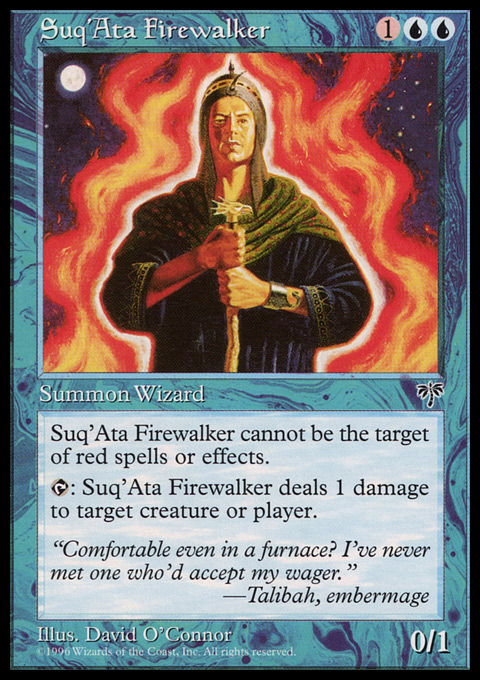 Suq'Ata Firewalker
1
Summon Wizard
Suq'Ata Firewalker cannot be the target
of red spells or effects.
: Suq'Ata Firewalker deals 1 damage
to target creature or player.
“Comfortable even in a furnace? I've never
met one who'd accept my wager.”
—Talibah, embermage
Illus. David O'Connor
©1996 Wizards of the Coast, Inc. All rights reserved.
0/1